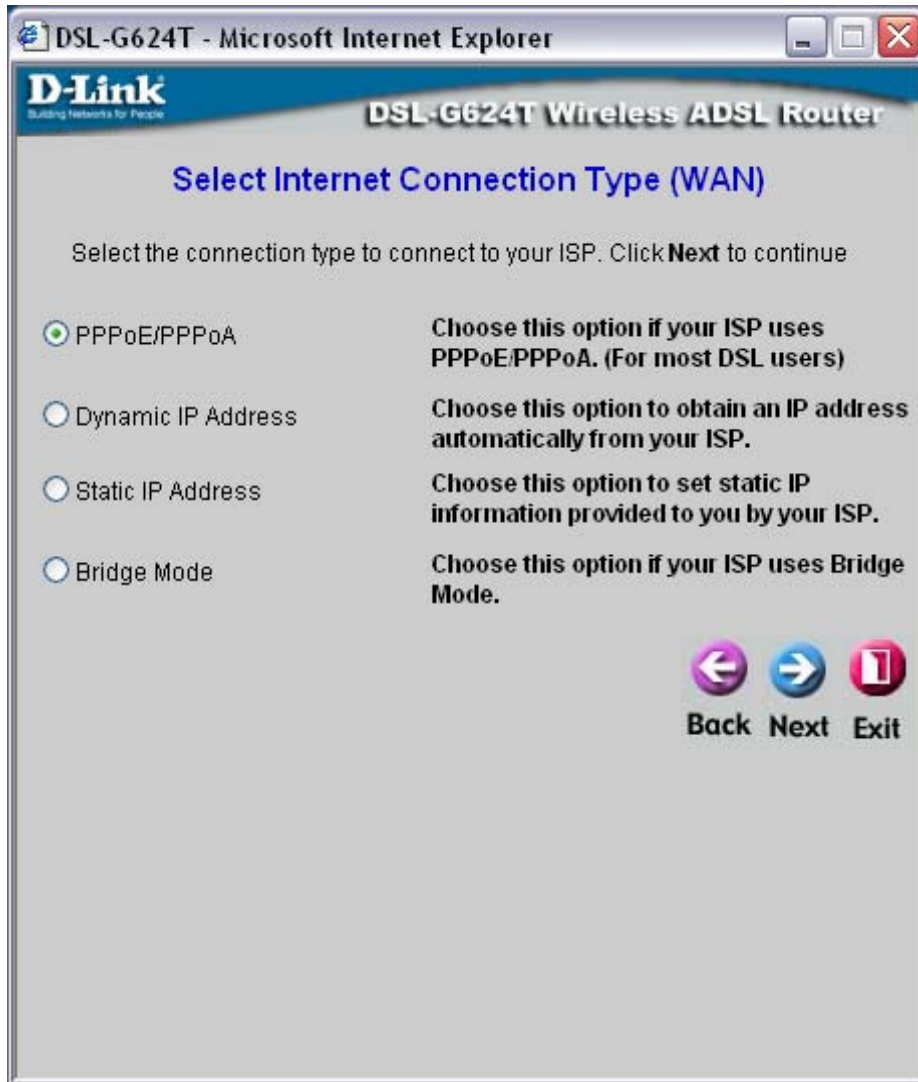 DSL-G624T - Microsoft Internet Explorer
D-Link
Building Networks for People
DSL-G624T Wireless ADSL Router
Select Internet Connection Type (WAN)
Select the connection type to connect to your ISP. Click Next to continue
PPPoE/PPPoA
Choose this option if your ISP uses
PPPoE/PPPoA. (For most DSL users)
Dynamic IP Address
Choose this option to obtain an IP address
automatically from your ISP.
Static IP Address
Choose this option to set static IP
information provided to you by your ISP.
Bridge Mode
Choose this option if your ISP uses Bridge
Mode.
Back Next Exit